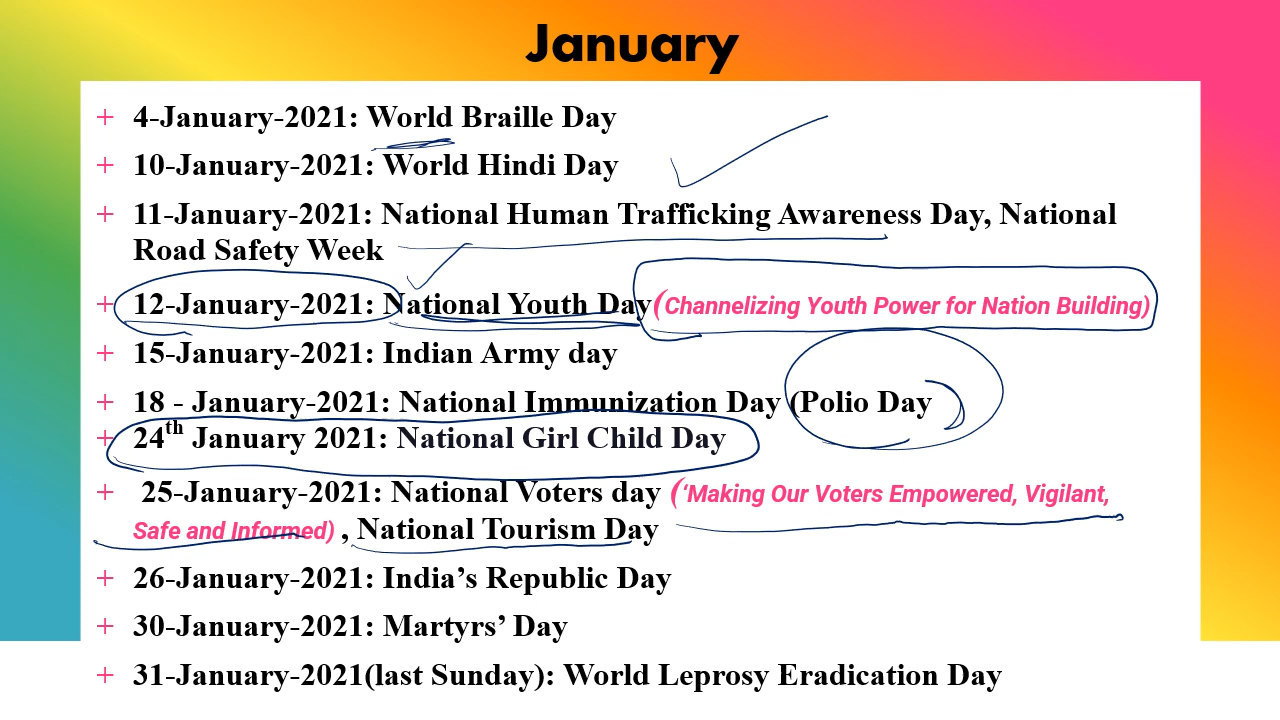 January
+ 4-January-2021: World Braille Day
+ 10-January-2021: World Hindi Day
+ 11-January-2021: National Human Trafficking Awareness Day, National
Road Safety Week
+ 12-January-2021: National Youth Day(Channelizing Youth Power for Nation Building)
+ 15-January-2021: Indian Army day
+ 18 - January-2021: National Immunization Day (Polio Day
+ 24th January 2021: National Girl Child Day
+ 25-January-2021: National Voters day (‘Making Our Voters Empowered, Vigilant,
Safe and Informed) , National Tourism Day
+ 26-January-2021: India’s Republic Day
+ 30-January-2021: Martyrs’ Day
+ 31-January-2021(last Sunday): World Leprosy Eradication Day